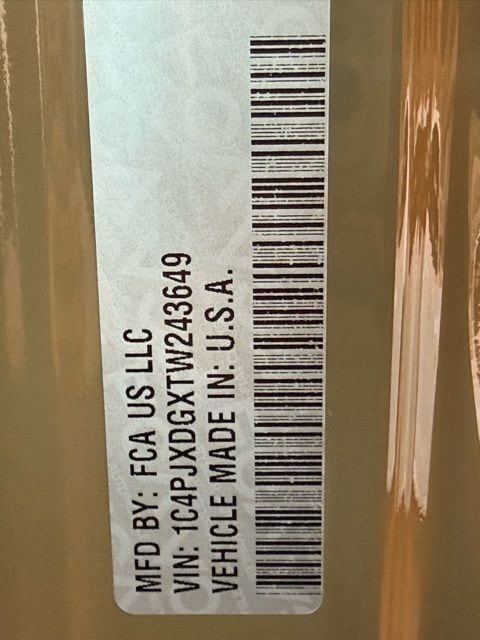 MFD BY: FCA US LLC
VIN: 1C4PJXDGXTW243649
VEHICLE MADE IN: U.S.A.